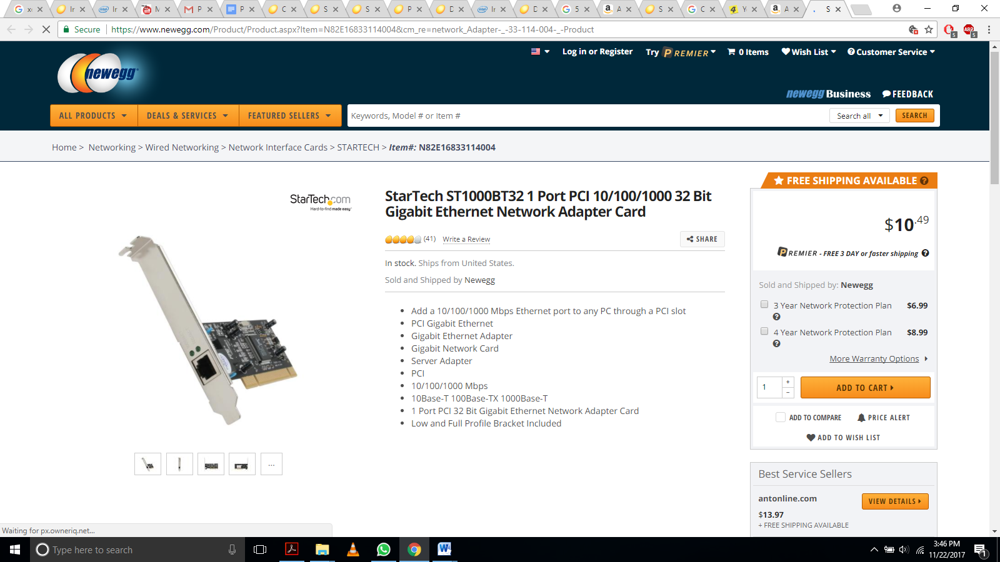 x
Ir
Ir
M
P
P
C
S
S
P
D
Ir
D
5
A
S
C
Y
A
S
Secure
https://www.newegg.com/Product/Product.aspx?Item=N82E16833114004&cm_re=network_Adapter-_-33-114-004-_-Product
5
ABP
5
newegg
Log in or Register
Try PREMIER
0 Items
Wish List
Customer Service
newegg Business
FEEDBACK
ALL PRODUCTS
DEALS & SERVICES
FEATURED SELLERS
Keywords, Model # or Item #
Search all
SEARCH
Home > Networking > Wired Networking > Network Interface Cards > STARTECH > Item#: N82E16833114004
StarTech.com
Hard-to-find made easy
StarTech ST1000BT32 1 Port PCI 10/100/1000 32 Bit
Gigabit Ethernet Network Adapter Card
(41) Write a Review
SHARE
In stock. Ships from United States.
Sold and Shipped by Newegg
Add a 10/100/1000 Mbps Ethernet port to any PC through a PCI slot
PCI Gigabit Ethernet
Gigabit Ethernet Adapter
Gigabit Network Card
Server Adapter
PCI
10/100/1000 Mbps
10Base-T 100Base-TX 1000Base-T
1 Port PCI 32 Bit Gigabit Ethernet Network Adapter Card
Low and Full Profile Bracket Included
...
FREE SHIPPING AVAILABLE ?
$10.49
PREMIER - FREE 3 DAY or faster shipping ?
Sold and Shipped by: Newegg
3 Year Network Protection Plan $6.99
?
4 Year Network Protection Plan $8.99
?
More Warranty Options
1
+
-
ADD TO CART
ADD TO COMPARE
PRICE ALERT
ADD TO WISH LIST
Best Service Sellers
antonline.com
VIEW DETAILS
$13.97
+ FREE SHIPPING AVAILABLE
Waiting for px.owneriq.net...
Type here to search
3:46 PM
11/22/2017
1